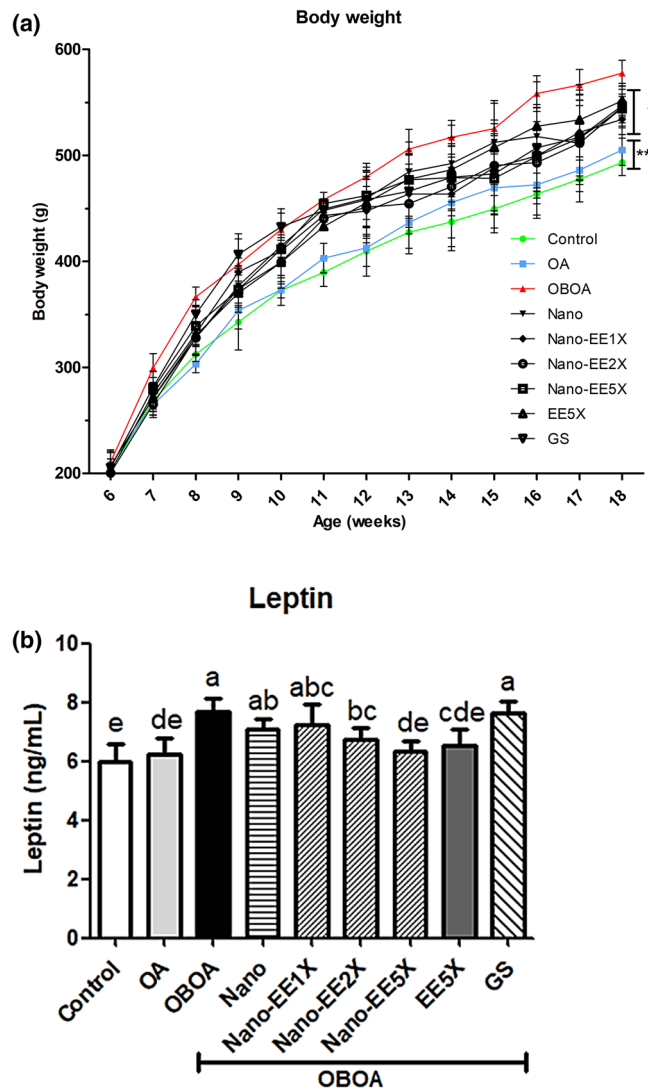 (a)
Body weight
Body weight (g)
600
500
400
300
200
6 7 8 9 10 11 12 13 14 15 16 17 18
Age (weeks)
Control
OA
OBOA
Nano
Nano-EE1X
Nano-EE2X
Nano-EE5X
EE5X
GS
**
Leptin
(b)
Leptin (ng/mL)
10
8
6
4
2
0
e de a ab abc bc de cde a
Control OA OBOA Nano Nano-EE1X Nano-EE2X Nano-EE5X EE5X GS
OBOA